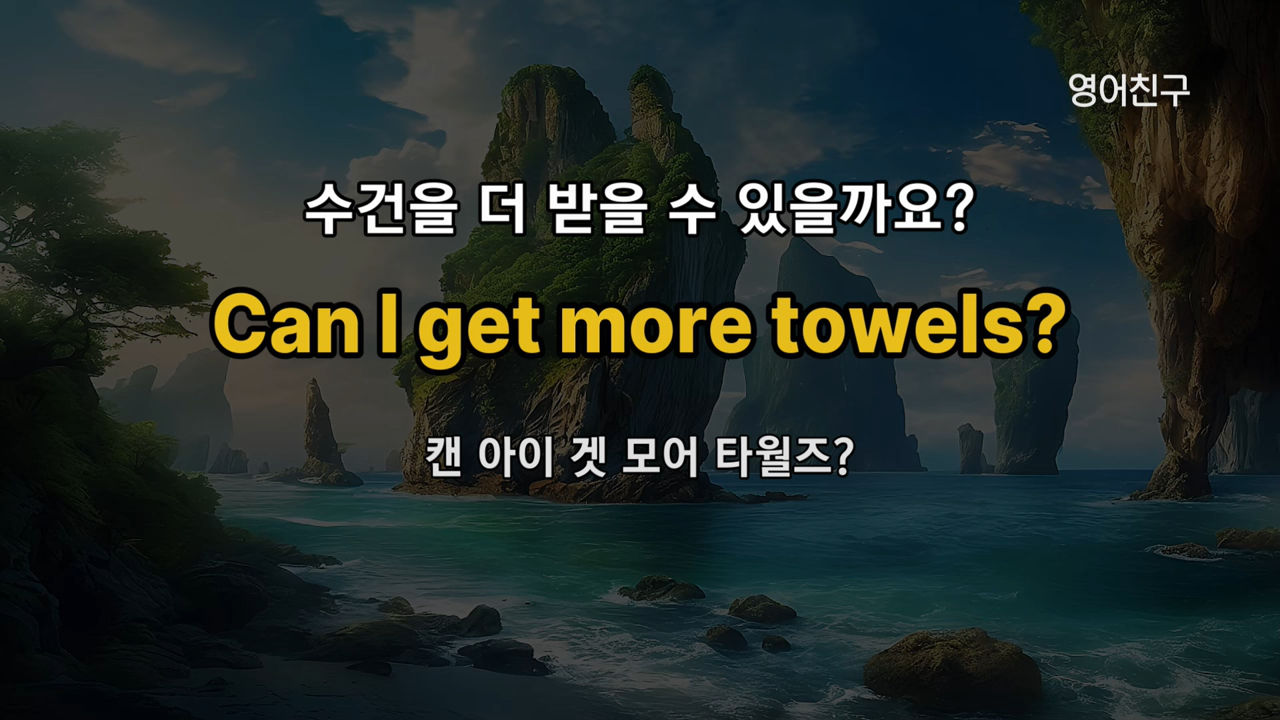 영어친구
수건을 더 받을 수 있을까요?
Can I get more towels?
캔 아이 겟 모어 타월즈?